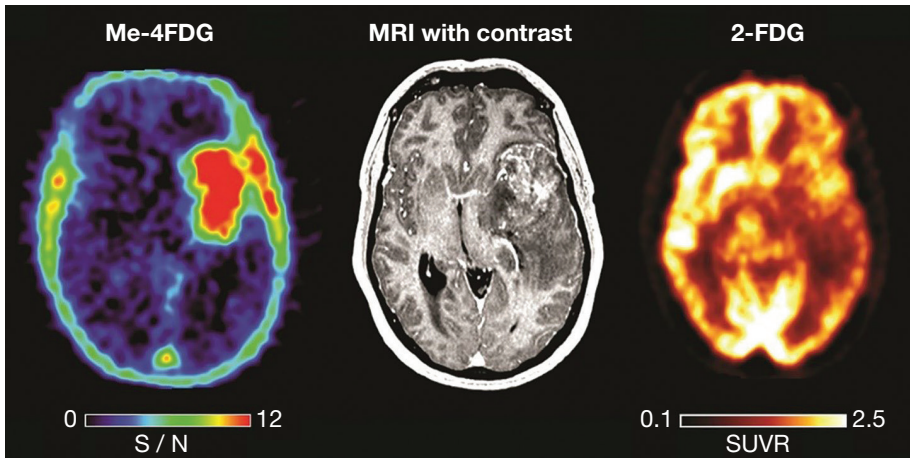 Me-4FDG
MRI with contrast
2-FDG
0
12
S / N
0.1
2.5
SUVR